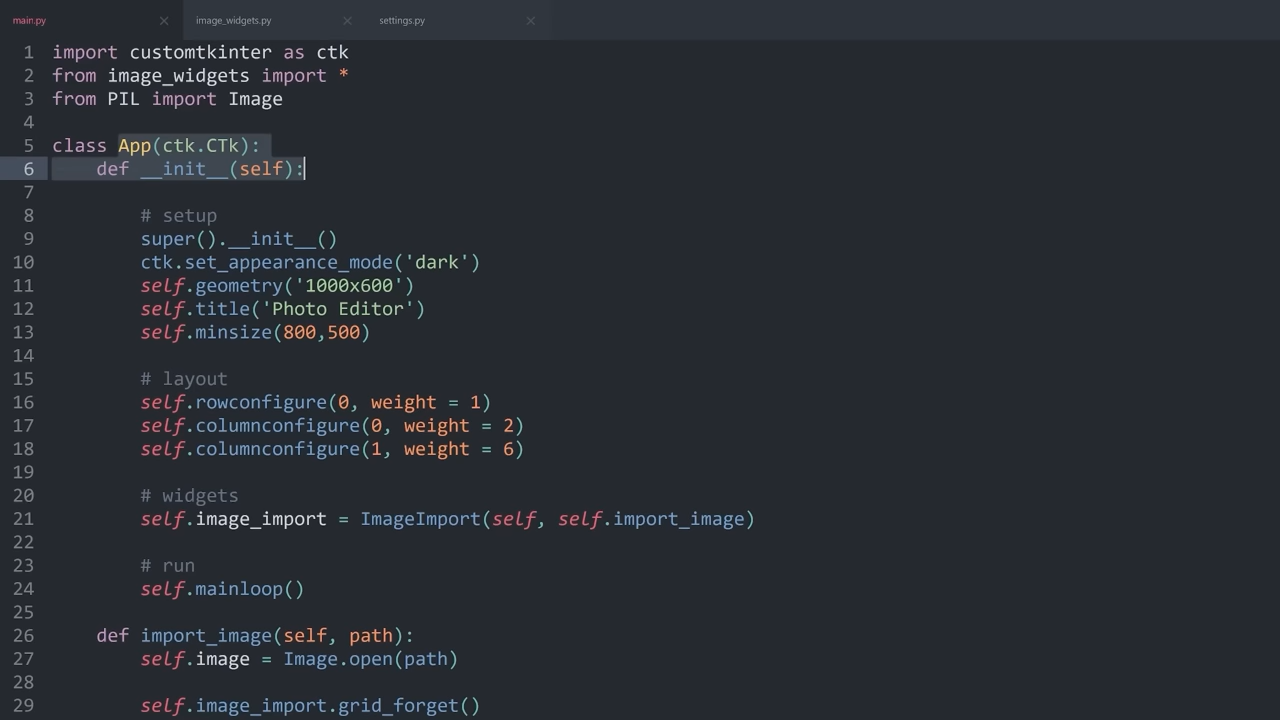 main.py × image_widgets.py × settings.py ×
1 import customtkinter as ctk
2 from image_widgets import *
3 from PIL import Image
4
5 class App(ctk.CTk):
6     def __init__(self):
7
8         # setup
9         super().__init__()
10         ctk.set_appearance_mode('dark')
11         self.geometry('1000x600')
12         self.title('Photo Editor')
13         self.minsize(800,500)
14
15         # layout
16         self.rowconfigure(0, weight = 1)
17         self.columnconfigure(0, weight = 2)
18         self.columnconfigure(1, weight = 6)
19
20         # widgets
21         self.image_import = ImageImport(self, self.import_image)
22
23         # run
24         self.mainloop()
25
26     def import_image(self, path):
27         self.image = Image.open(path)
28
29         self.image_import.grid_forget()